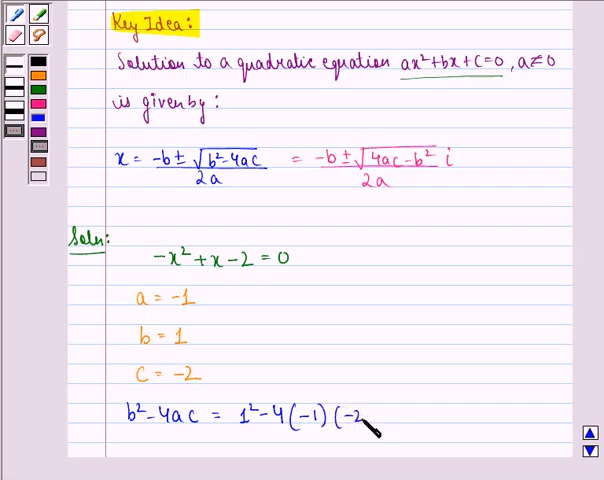 Key Idea:
Solution to a quadratic equation ax²+bx+c=0, a≠0
is given by:
x = -b ± √b²-4ac / 2a = -b ± √4ac-b² i / 2a
Soln:
-x² + x - 2 = 0
a = -1
b = 1
c = -2
b² - 4ac = 1² - 4(-1)(-2